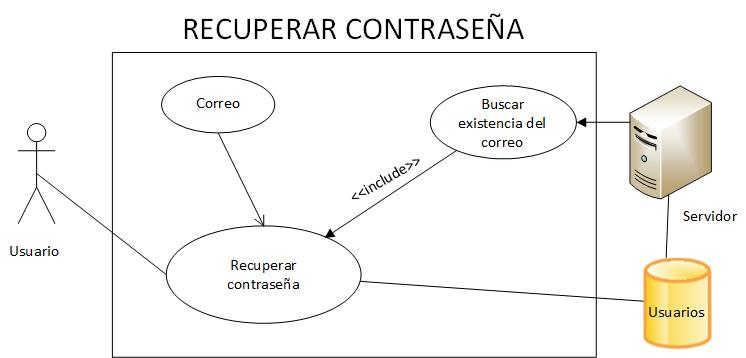 RECUPERAR CONTRASEÑA
Correo
Buscar
existencia del
correo
<<include>>
Servidor
Usuario
Recuperar
contraseña
Usuarios